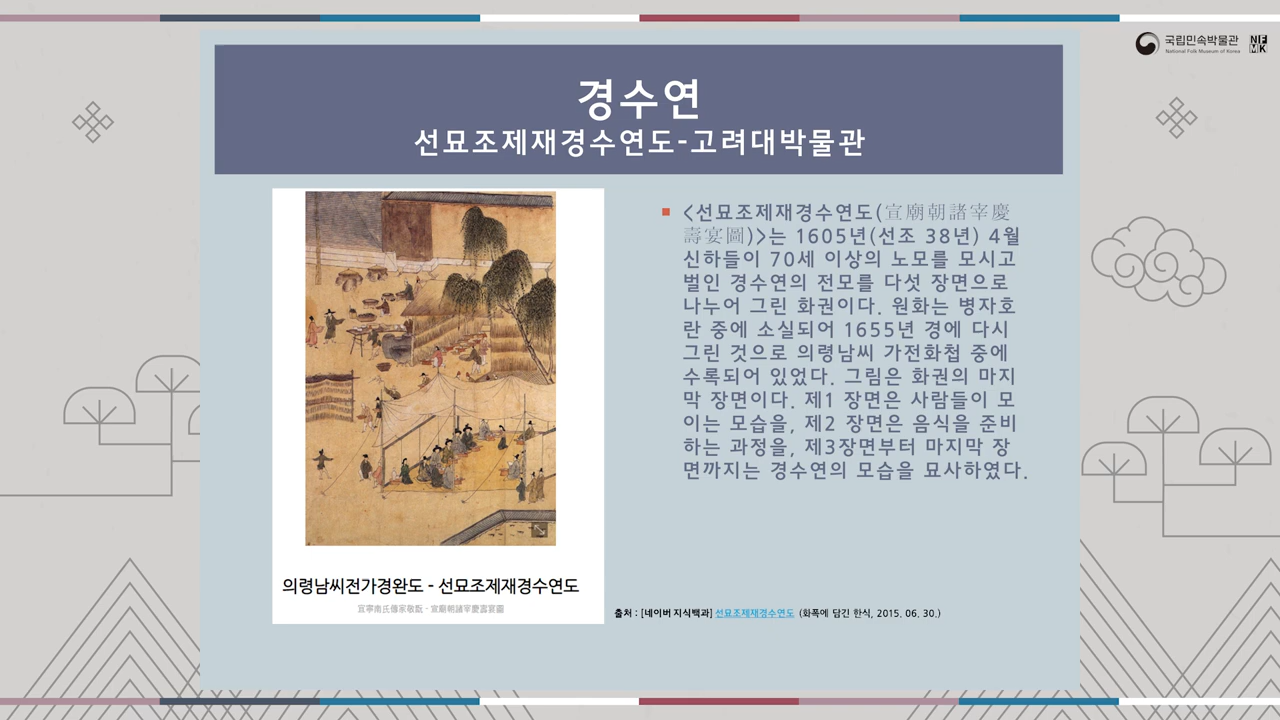 국립민속박물관
National Folk Museum of Korea
NF
MK
경수연
선묘조제재경수연도-고려대박물관
<선묘조제재경수연도(宣廟朝諸宰慶
壽宴圖)>는 1605년(선조 38년) 4월
신하들이 70세 이상의 노모를 모시고
벌인 경수연의 전모를 다섯 장면으로
나누어 그린 화권이다. 원화는 병자호
란 중에 소실되어 1655년 경에 다시
그린 것으로 의령남씨 가전화첩 중에
수록되어 있었다. 그림은 화권의 마지
막 장면이다. 제1 장면은 사람들이 모
이는 모습을, 제2 장면은 음식을 준비
하는 과정을, 제3장면부터 마지막 장
면까지는 경수연의 모습을 묘사하였다.
의령남씨전가경완도 - 선묘조제재경수연도
宜寧南氏傳家敬翫 - 宣廟朝諸宰慶壽宴圖
출처 : [네이버 지식백과] 선묘조제재경수연도 (화폭에 담긴 한식, 2015. 06. 30.)